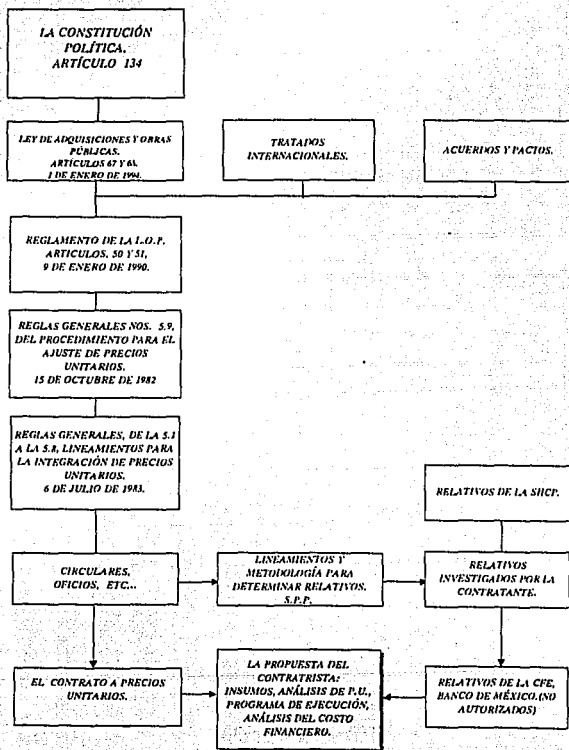 LA CONSTITUCIÓN
POLÍTICA.
ARTÍCULO 134
LEY DE ADQUISICIONES Y OBRAS
PÚBLICAS.
ARTÍCULOS 67 Y 68.
1 DE ENERO DE 1994.
TRATADOS
INTERNACIONALES.
ACUERDOS Y PACTOS.
REGLAMENTO DE LA L.O.P.
ARTICULOS. 50 Y 51,
9 DE ENERO DE 1990.
REGLAS GENERALES NOS. 5.9,
DEL PROCEDIMIENTO PARA EL
AJUSTE DE PRECIOS
UNITARIOS.
15 DE OCTUBRE DE 1982
REGLAS GENERALES, DE LA 5.1
A LA 5.8, LINEAMIENTOS PARA
LA INTEGRACIÓN DE PRECIOS
UNITARIOS.
6 DE JULIO DE 1983.
RELATIVOS DE LA SHCP.
CIRCULARES,
OFICIOS, ETC...
LINEAMIENTOS Y
METODOLOGÍA PARA
DETERMINAR RELATIVOS.
S.P.P.
RELATIVOS
INVESTIGADOS POR LA
CONTRATANTE.
EL CONTRATO A PRECIOS
UNITARIOS.
LA PROPUESTA DEL
CONTRATRISTA:
INSUMOS, ANÁLISIS DE P.U.,
PROGRAMA DE EJECUCIÓN,
ANÁLISIS DEL COSTO
FINANCIERO.
RELATIVOS DE LA CFE,
BANCO DE MÉXICO.(NO
AUTORIZADOS)